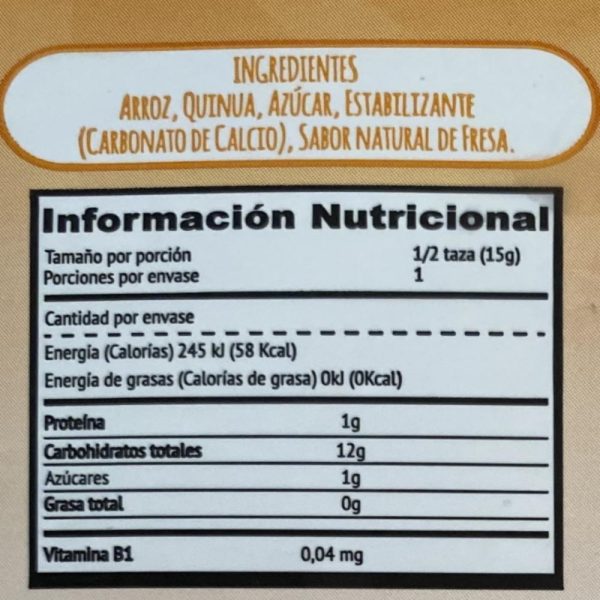 INGREDIENTES
ARROZ, QUINUA, AZÚCAR, ESTABILIZANTE
(CARBONATO DE CALCIO), SABOR NATURAL DE FRESA.
Información Nutricional
Tamaño por porción 1/2 taza (15g)
Porciones por envase 1
Cantidad por envase
Energía (Calorías) 245 kJ (58 Kcal)
Energía de grasas (Calorías de grasa) 0kJ (0Kcal)
Proteína 1g
Carbohidratos totales 12g
Azúcares 1g
Grasa total 0g
Vitamina B1 0,04 mg